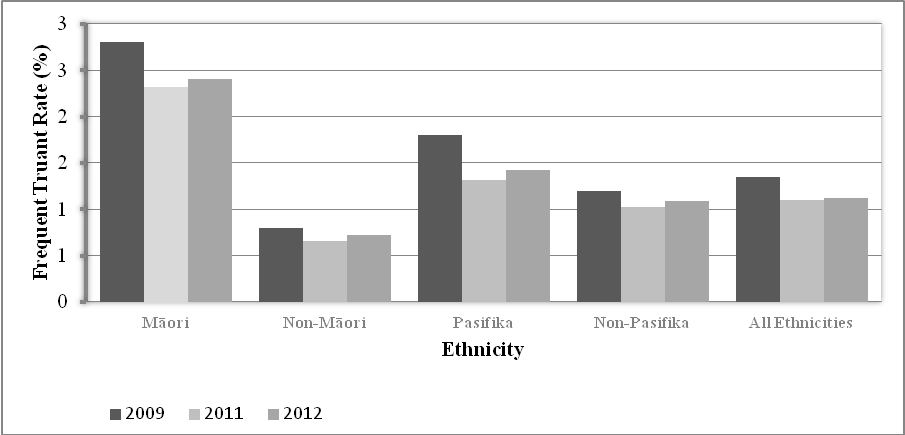 Frequent Truant Rate (%)
3
3
2
2
1
1
0
Māori Non-Māori Pasifika Non-Pasifika All Ethnicities
Ethnicity
2009 2011 2012